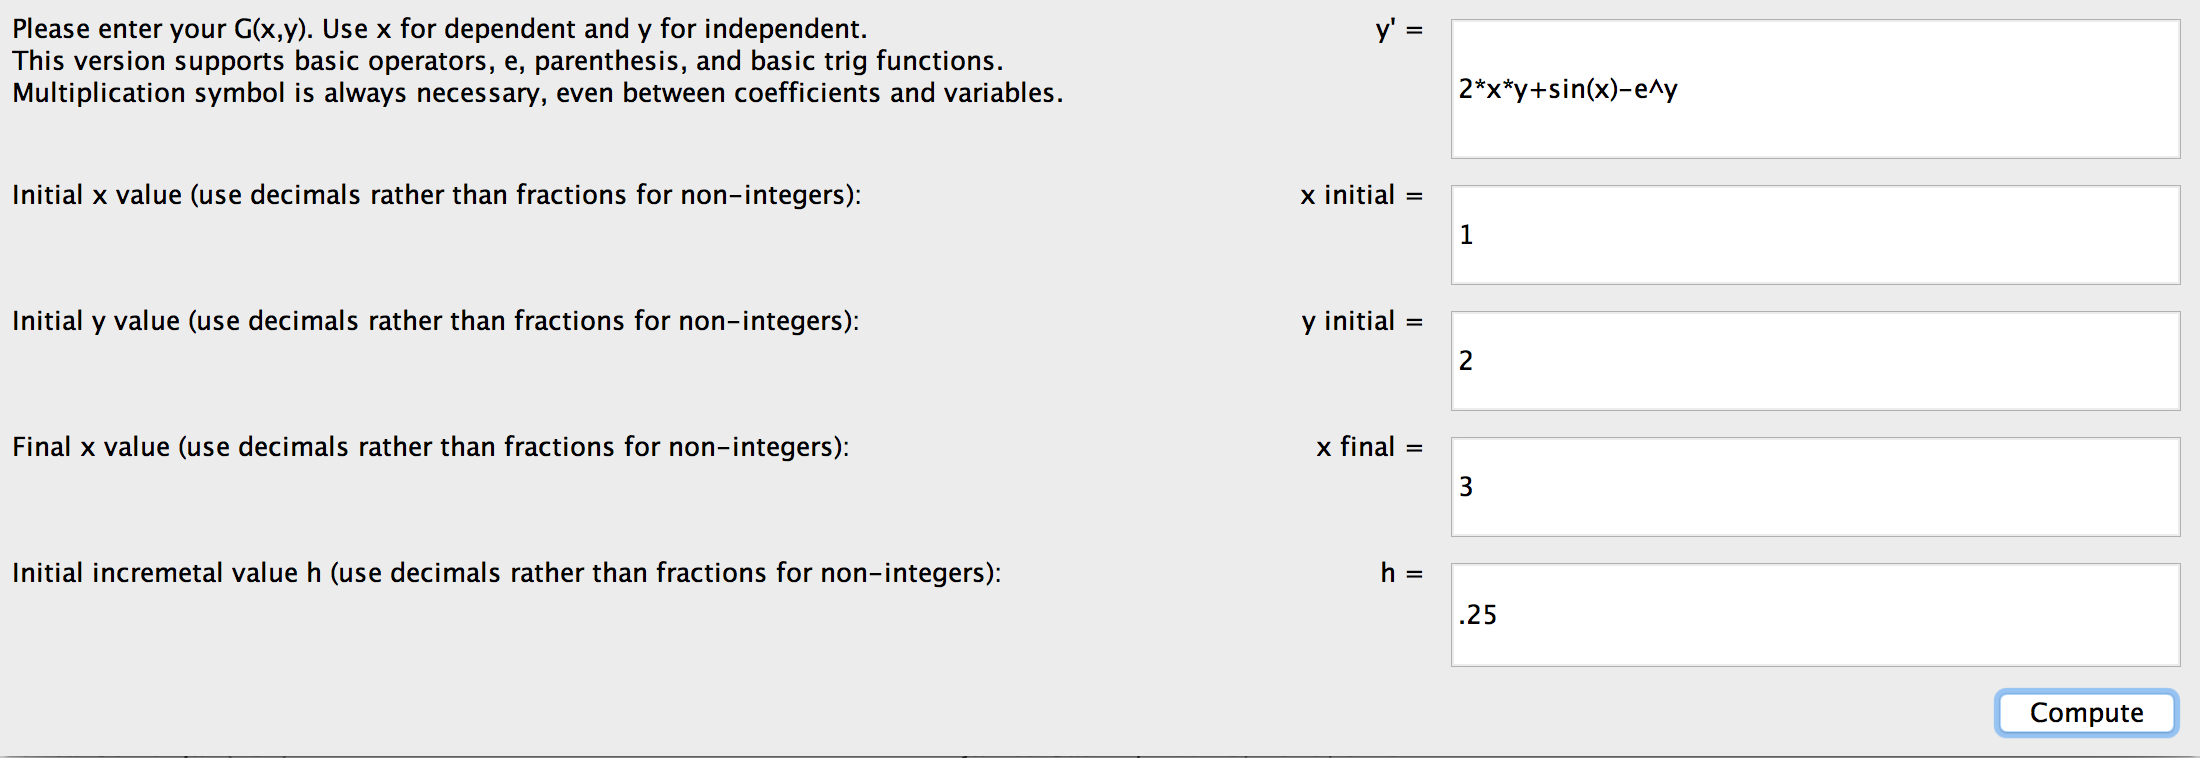 Please enter your G(x,y). Use x for dependent and y for independent.
This version supports basic operators, e, parenthesis, and basic trig functions.
Multiplication symbol is always necessary, even between coefficients and variables.
y' =
2*x*y+sin(x)-e^y
Initial x value (use decimals rather than fractions for non-integers):
x initial =
1
Initial y value (use decimals rather than fractions for non-integers):
y initial =
2
Final x value (use decimals rather than fractions for non-integers):
x final =
3
Initial incremetal value h (use decimals rather than fractions for non-integers):
h =
.25
Compute